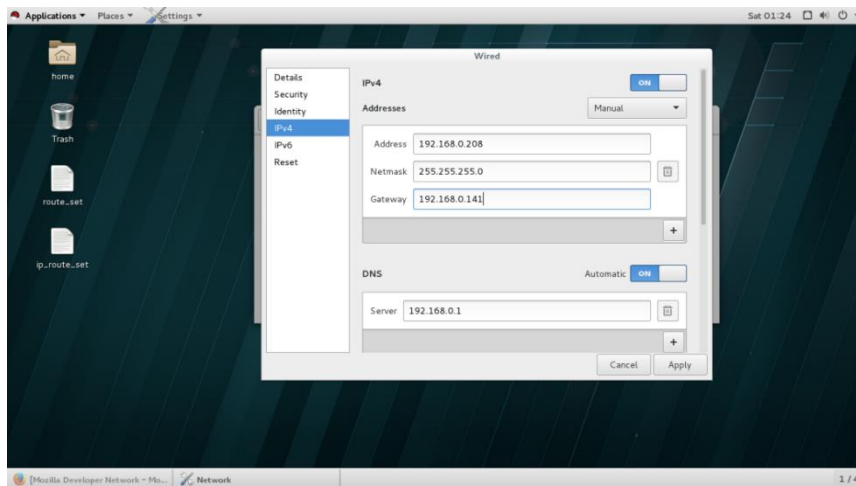 Applications Places Settings Sat 01:24
home
Trash
route_set
ip_route_set
Wired
Details
Security
Identity
IPv4
IPv6
Reset
IPv4 ON
Addresses Manual
Address 192.168.0.208
Netmask 255.255.255.0
Gateway 192.168.0.141
+
DNS Automatic ON
Server 192.168.0.1
+
Cancel Apply
[Mozilla Developer Network - Mo... Network 1 / 4